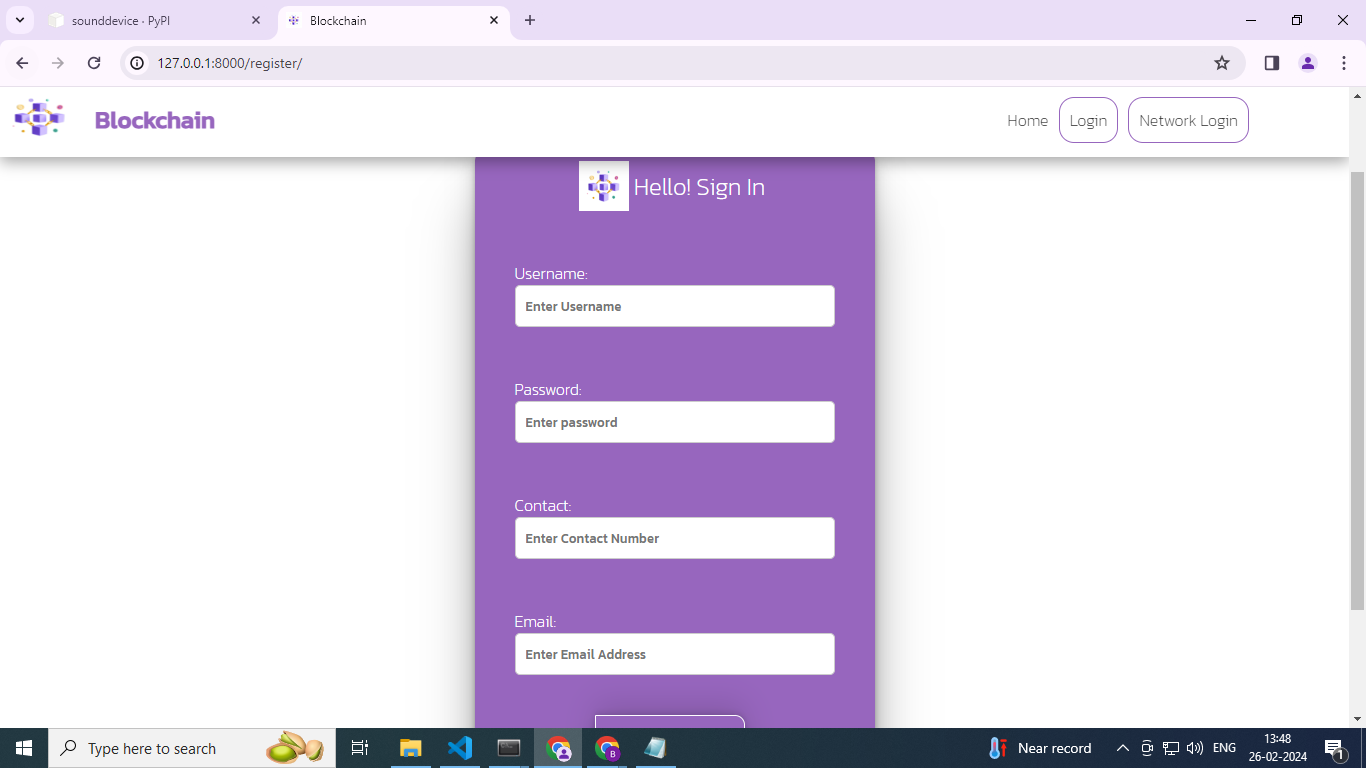 sounddevice · PyPI
Blockchain
127.0.0.1:8000/register/
Blockchain
Home
Login
Network Login
Hello! Sign In
Username:
Enter Username
Password:
Enter password
Contact:
Enter Contact Number
Email:
Enter Email Address
Type here to search
B
Near record
ENG
13:48
26-02-2024
1